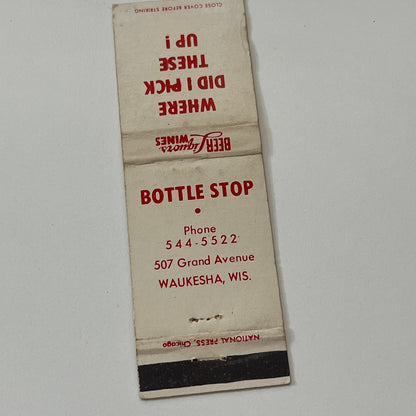 CLOSE COVER BEFORE STRIKING
WHERE
DID I PICK
THESE
UP!
BEER Liquors WINES
BOTTLE STOP
•
Phone
544-5522
507 Grand Avenue
WAUKESHA, WIS.
NATIONAL PRESS, Chicago